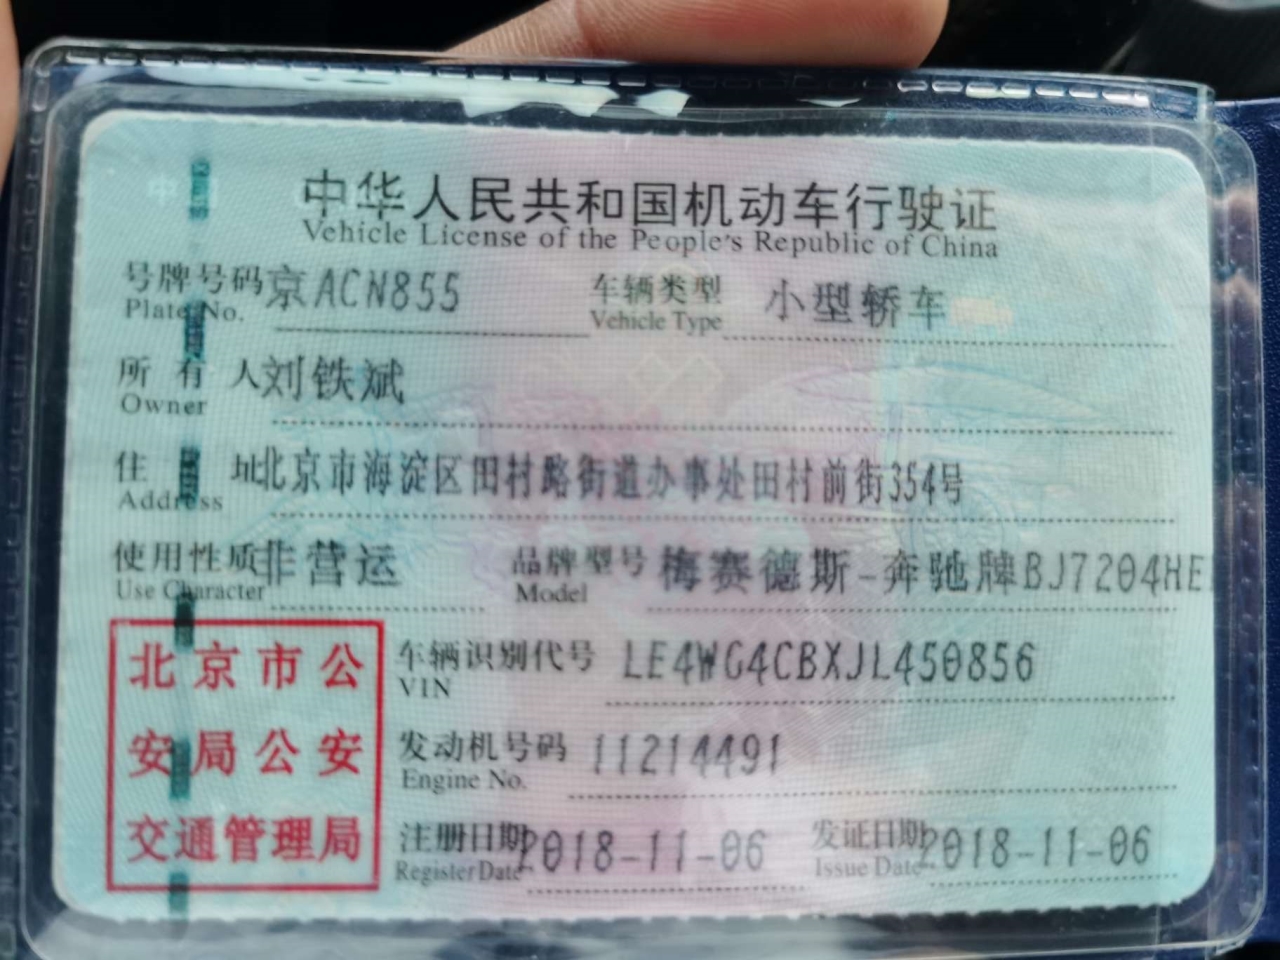 中华人民共和国机动车行驶证
Vehicle License of the People's Republic of China
号牌号码 京ACN855 车辆类型 小型轿车
Plate No. Vehicle Type
所有人 刘铁斌
Owner
住址 北京市海淀区田村路街道办事处田村前街354号
Address
使用性质 非营运 品牌型号 梅赛德斯-奔驰牌BJ7204HE
Use Character Model
北京市公
安局公安
交通管理局
车辆识别代号 LE4WG4CBXJL450856
VIN
发动机号码 11214491
Engine No.
注册日期 2018-11-06 发证日期 2018-11-06
Register Date Issue Date